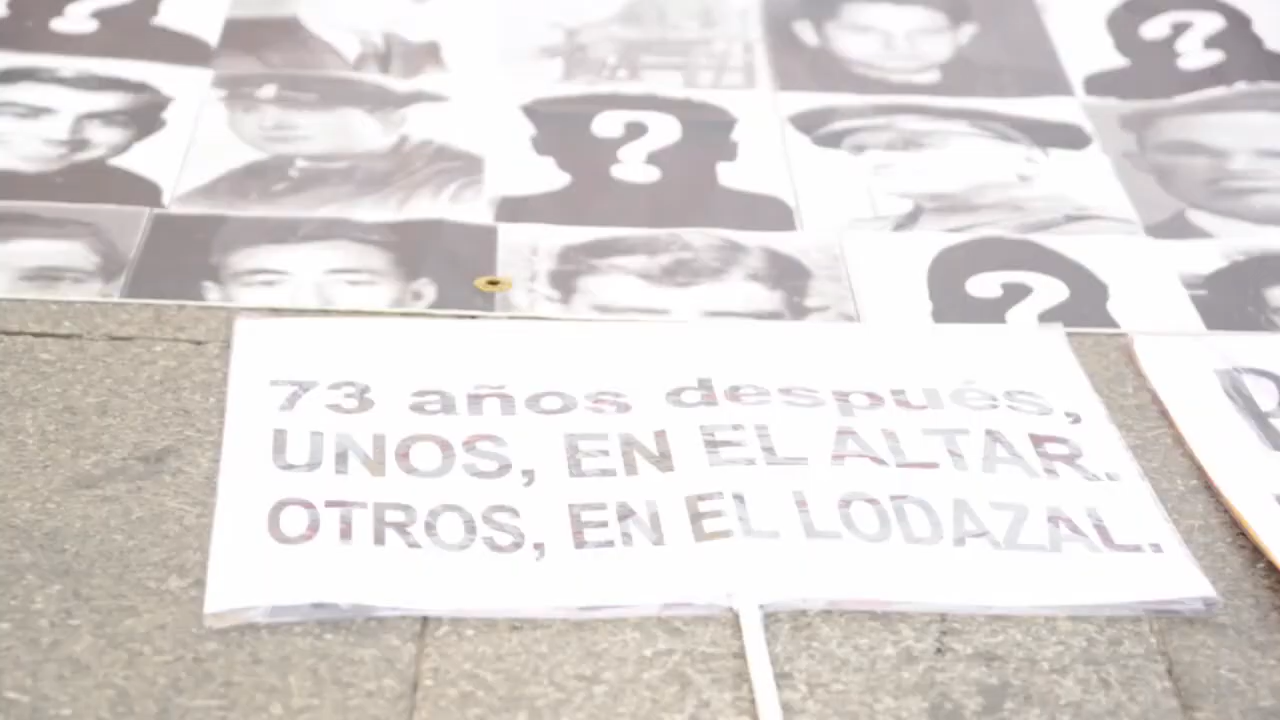 ?
?
?
?
73 años después,
UNOS, EN EL ALTAR.
OTROS, EN EL LODAZAL.